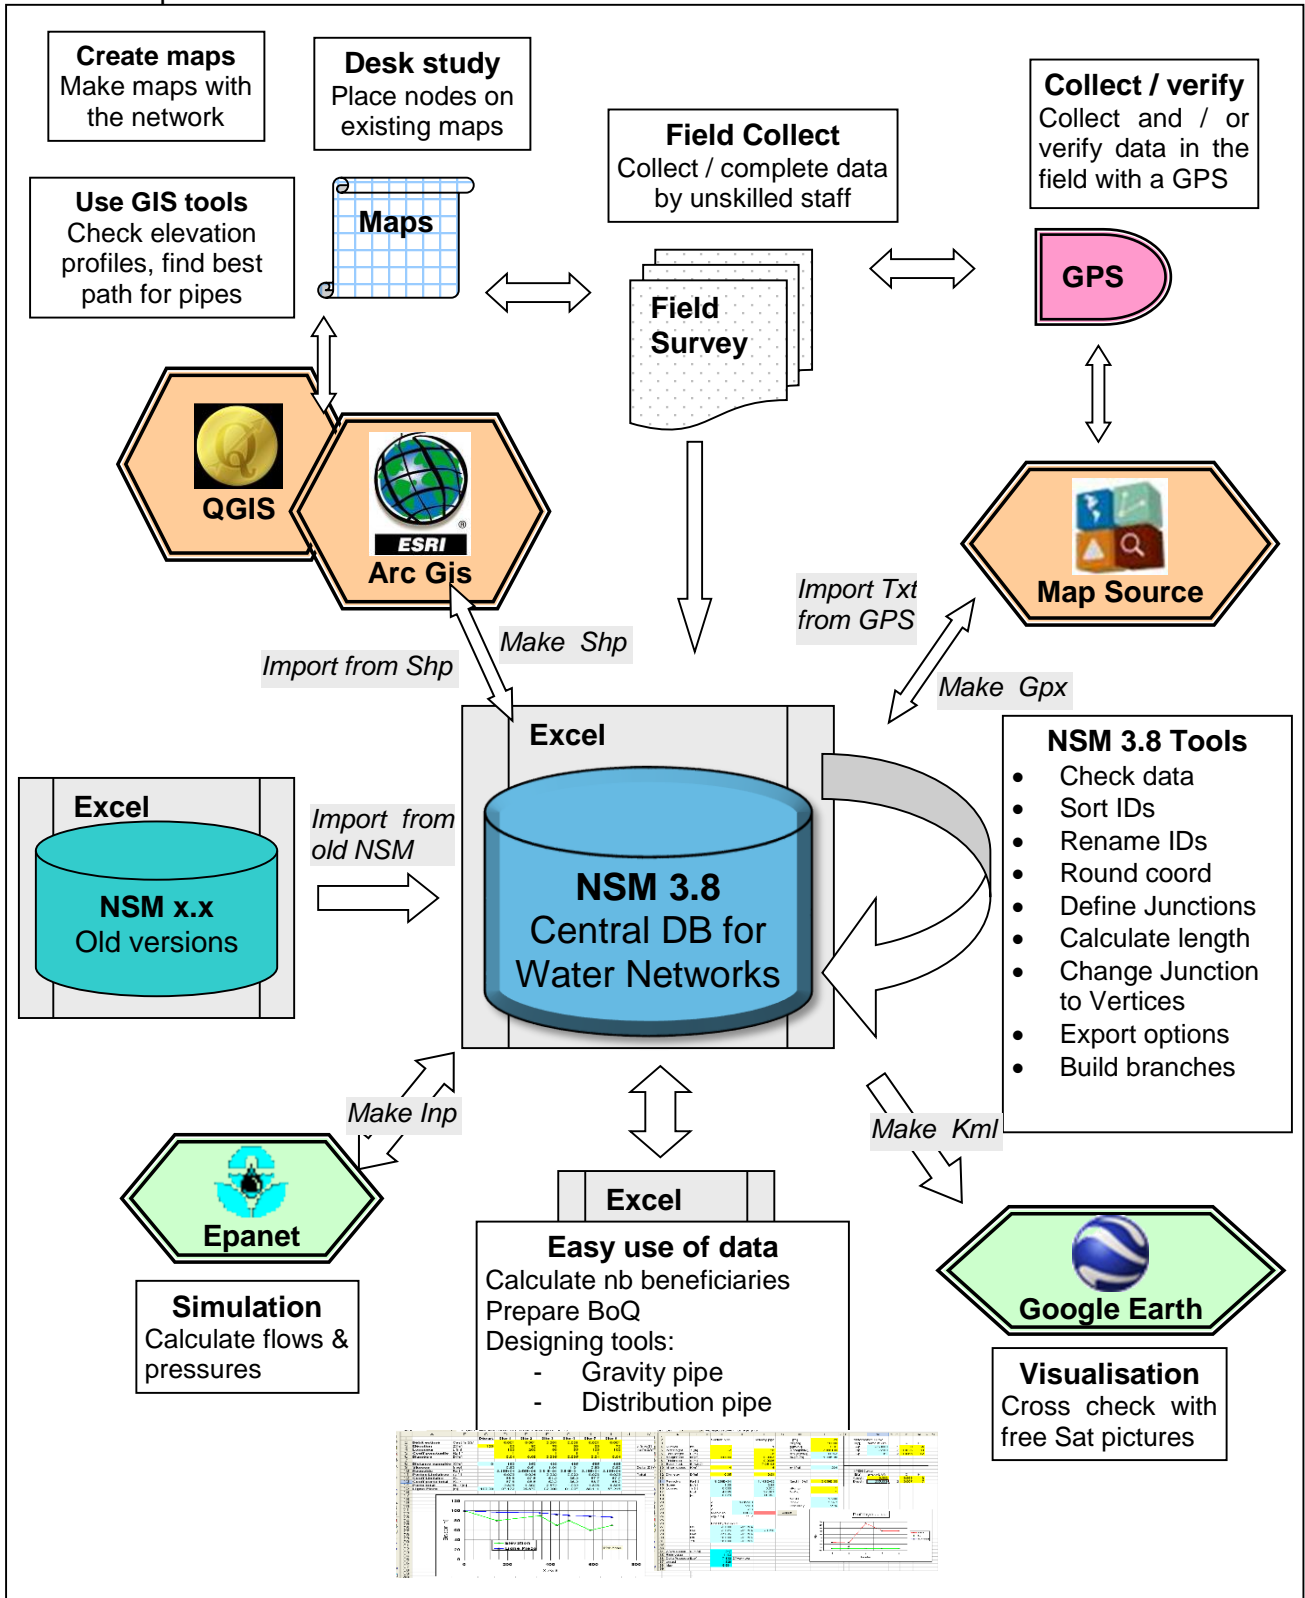 Create maps
Make maps with
the network
Desk study
Place nodes on
existing maps
Field Collect
Collect / complete data
by unskilled staff
Collect / verify
Collect and / or
verify data in the
field with a GPS
Use GIS tools
Check elevation
profiles, find best
path for pipes
Maps
Field
Survey
GPS
QGIS
ESRI
®
Arc Gis
Map Source
Import Txt
from GPS
Make Shp
Import from Shp
Make Gpx
Excel
NSM 3.8
Central DB for
Water Networks
Excel
NSM x.x
Old versions
Import from
old NSM
NSM 3.8 Tools
• Check data
• Sort IDs
• Rename IDs
• Round coord
• Define Junctions
• Calculate length
• Change Junction
to Vertices
• Export options
• Build branches
Make Inp
Make Kml
Epanet
Simulation
Calculate flows &
pressures
Excel
Easy use of data
Calculate nb beneficiaries
Prepare BoQ
Designing tools:
- Gravity pipe
- Distribution pipe
Google Earth
Visualisation
Cross check with
free Sat pictures